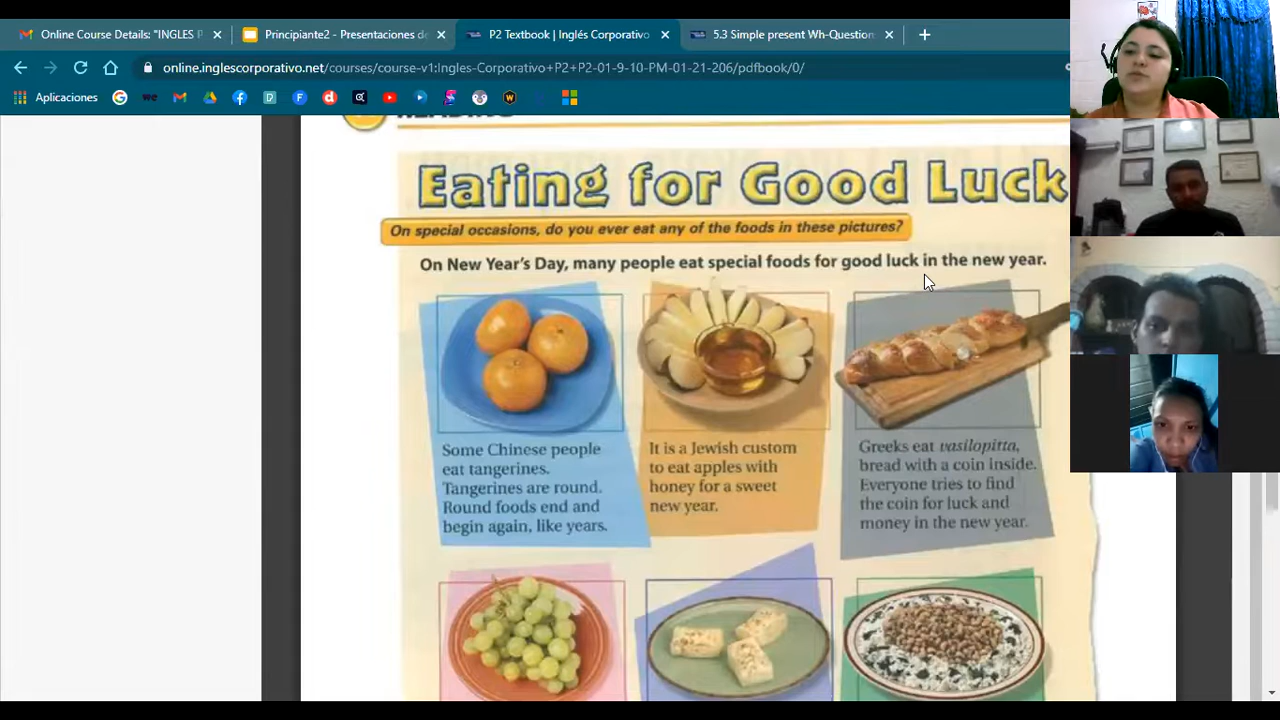 Online Course Details: "INGLES P
Principiante2 - Presentaciones de
P2 Textbook | Inglés Corporativo
5.3 Simple present Wh-Question
online.inglescorporativo.net/courses/course-v1:Ingles-Corporativo+P2+P2-01-9-10-PM-01-21-206/pdfbook/0/
Aplicaciones
READING
Eating for Good Luck
On special occasions, do you ever eat any of the foods in these pictures?
On New Year's Day, many people eat special foods for good luck in the new year.
Some Chinese people
eat tangerines.
Tangerines are round.
Round foods end and
begin again, like years.
It is a Jewish custom
to eat apples with
honey for a sweet
new year.
Greeks eat vasilopitta,
bread with a coin inside.
Everyone tries to find
the coin for luck and
money in the new year.